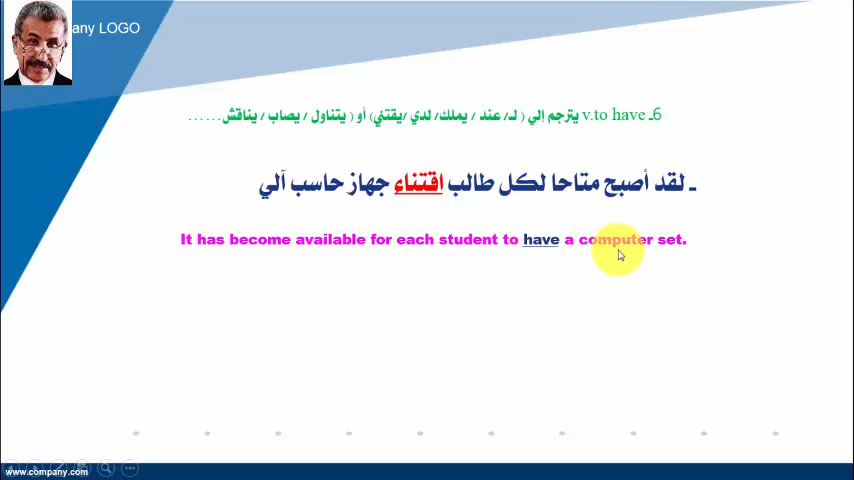 any LOGO
6ـ v.to have يترجم إلي ( لـ/ عند / يملك/ لدي /يقتني) أو ( يتناول / يصاب / يناقش......
ـ لقد أصبح متاحا لكل طالب اقتناء جهاز حاسب آلي
It has become available for each student to have a computer set.
www.company.com